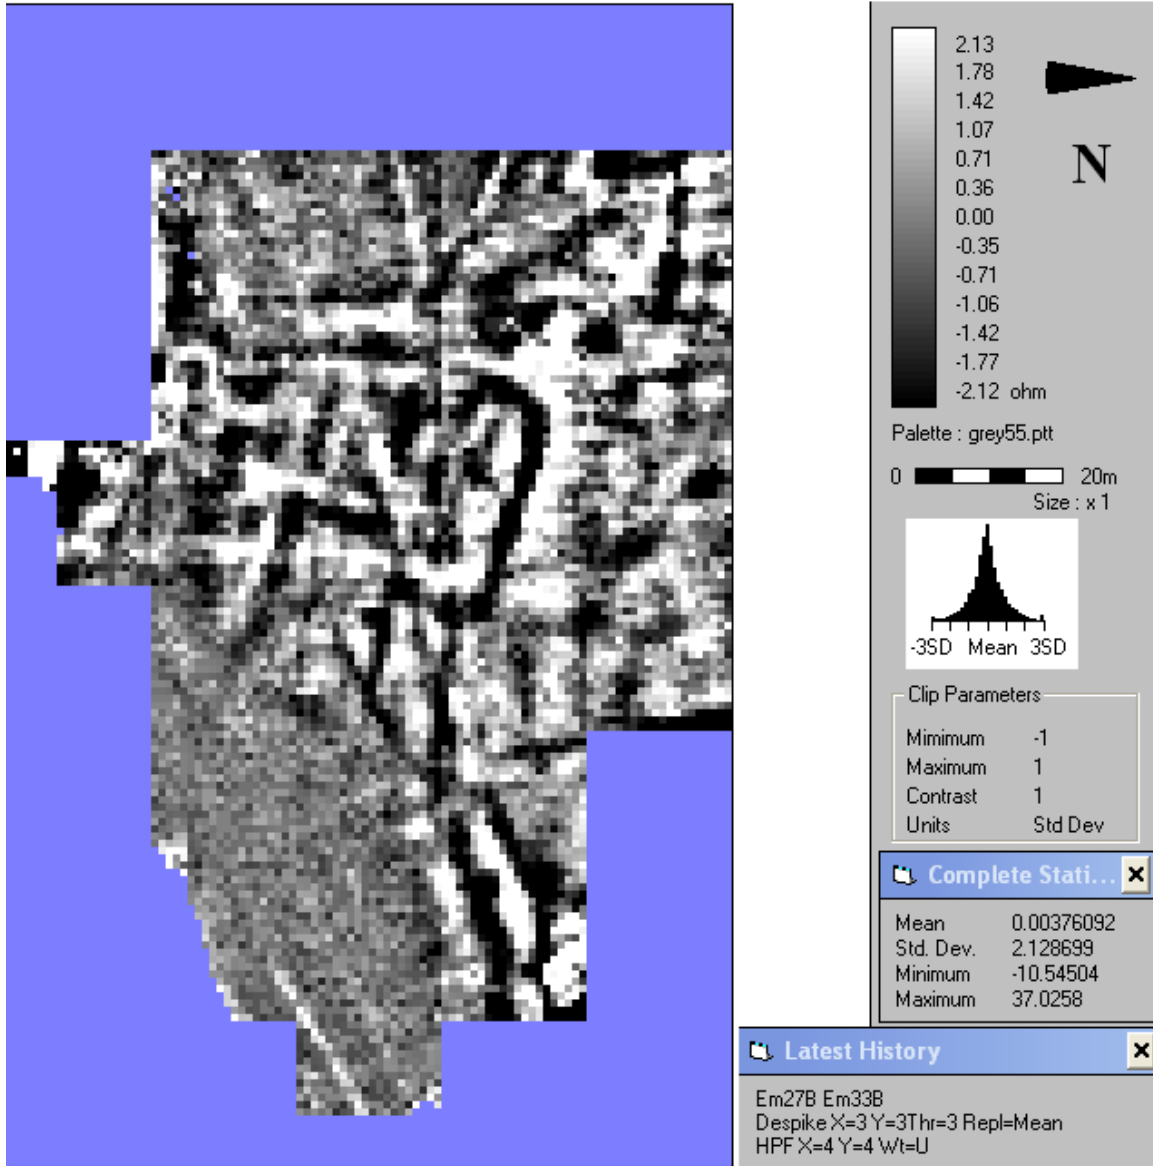 2.13
1.78
1.42
1.07
0.71
0.36
0.00
-0.35
-0.71
-1.06
-1.42
-1.77
-2.12 ohm
N
Palette : grey55.ptt
0 20m
Size : x 1
-3SD Mean 3SD
Clip Parameters
Mimimum -1
Maximum 1
Contrast 1
Units Std Dev
Complete Stati...
Mean 0.00376092
Std. Dev. 2.128699
Minimum -10.54504
Maximum 37.0258
Latest History
Em27B Em33B
Despike X=3 Y=3Thr=3 Repl=Mean
HPF X=4 Y=4 Wt=U